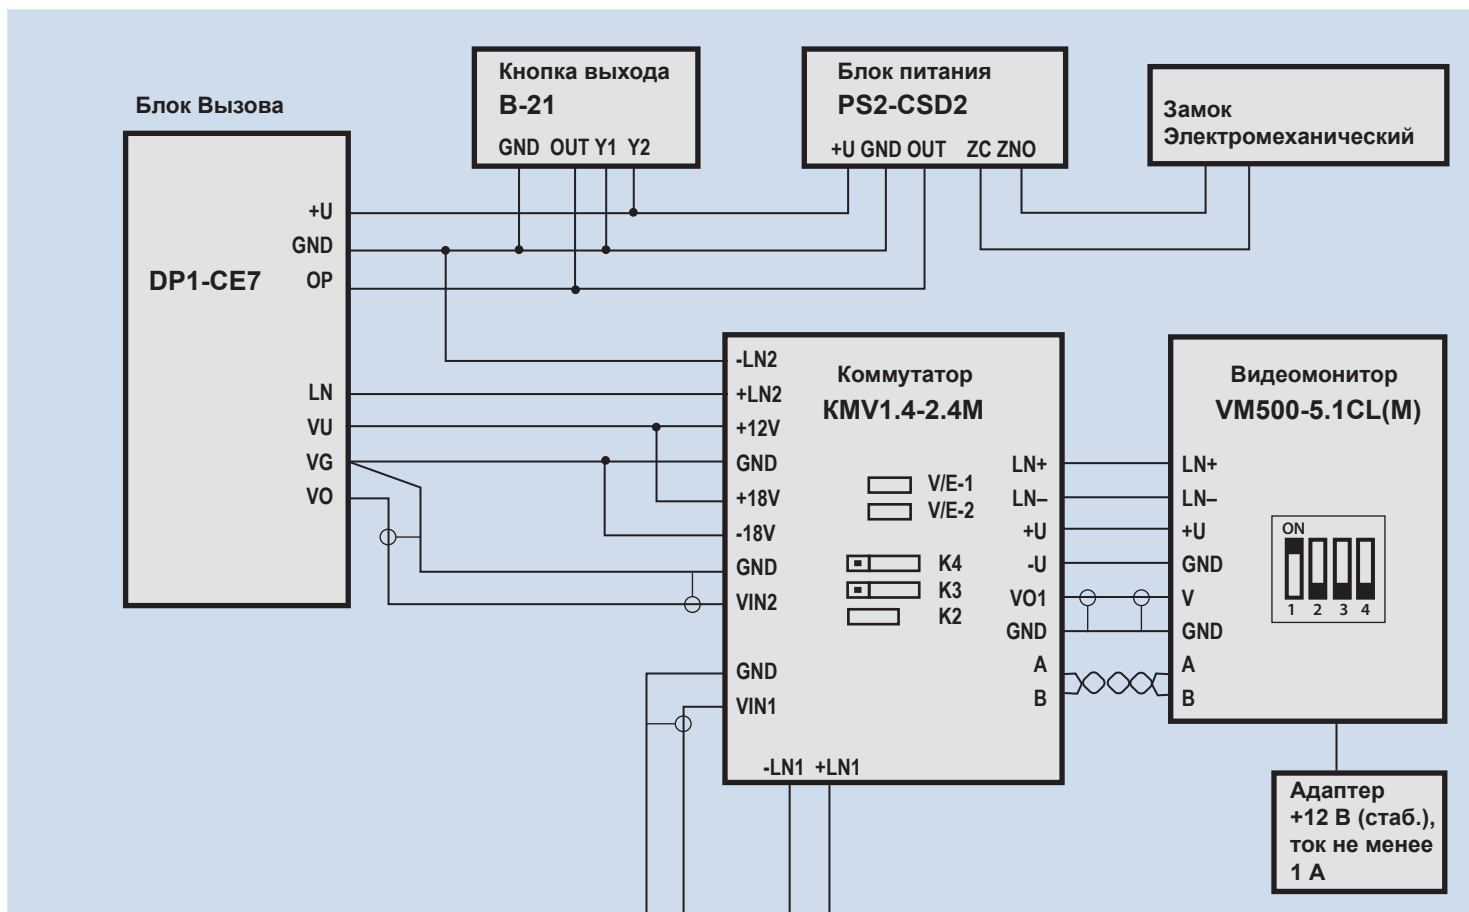 Блок Вызова
DP1-CE7
+U
GND
OP
LN
VU
VG
VO
Кнопка выхода
B-21
GND OUT Y1 Y2
Блок питания
PS2-CSD2
+U GND OUT ZC ZNO
Замок
Электромеханический
Коммутатор
KMV1.4-2.4M
-LN2
+LN2
+12V
GND
+18V
-18V
GND
VIN2
GND
VIN1
-LN1 +LN1
V/E-1
V/E-2
K4
K3
K2
LN+
LN–
+U
-U
VO1
GND
A
B
Видеомонитор
VM500-5.1CL(M)
LN+
LN–
+U
GND
V
GND
A
B
ON
1 2 3 4
Адаптер
+12 В (стаб.),
ток не менее
1 А